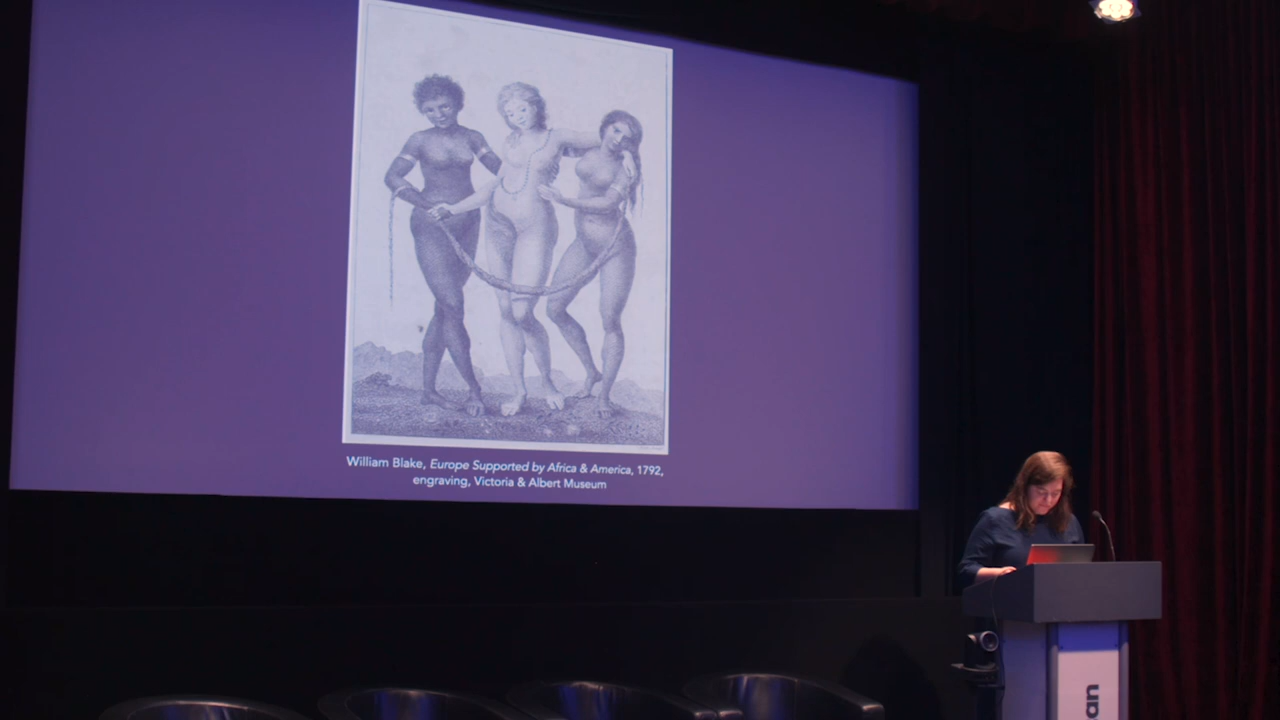 William Blake, Europe Supported by Africa & America, 1792,
engraving, Victoria & Albert Museum
an